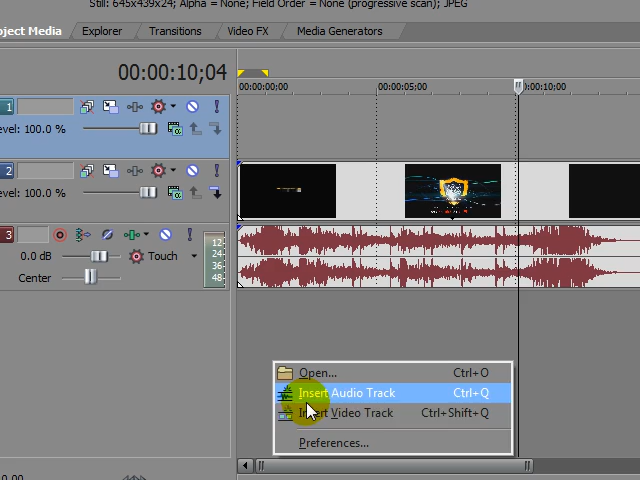 Still: 645x439x24; Alpha = None; Field Order = None (progressive scan); JPEG
oject Media Explorer Transitions Video FX Media Generators
00:00:10;04
00:00:00;00 00:00:05;00 00:00:10;00
1
evel: 100.0 %
2
evel: 100.0 %
3
0.0 dB Touch
Center
12-
24-
36-
48-
Open... Ctrl+O
Insert Audio Track Ctrl+Q
Insert Video Track Ctrl+Shift+Q
Preferences...
0.00